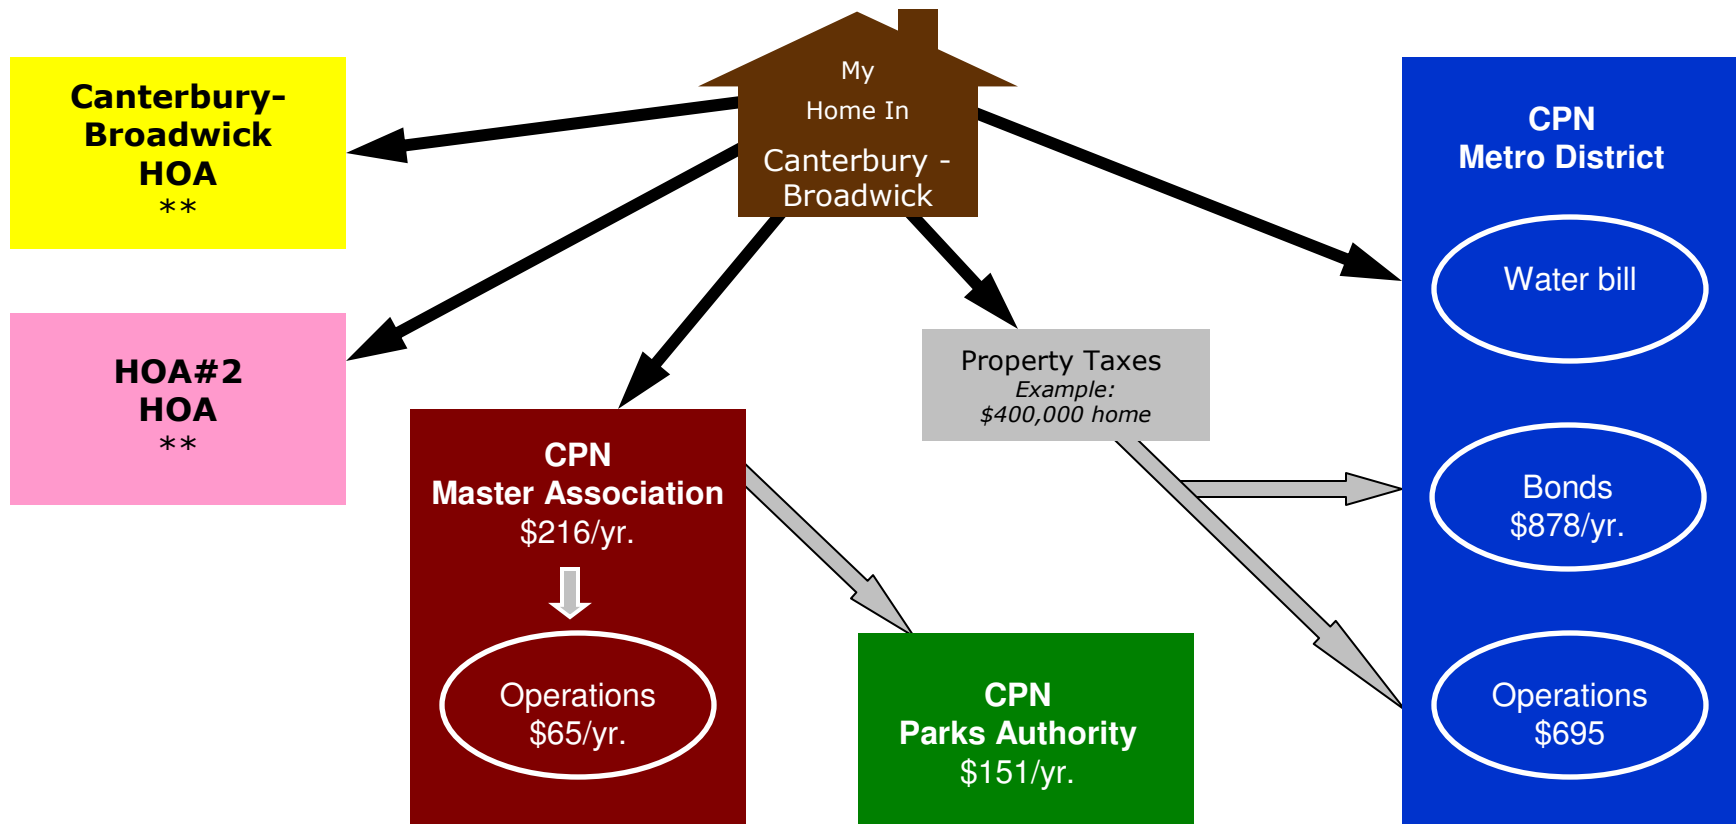 My
Home In
Canterbury -
Broadwick
Canterbury-
Broadwick
HOA
**
HOA#2
HOA
**
CPN
Master Association
$216/yr.
Operations
$65/yr.
CPN
Parks Authority
$151/yr.
Property Taxes
Example:
$400,000 home
CPN
Metro District
Water bill
Bonds
$878/yr.
Operations
$695